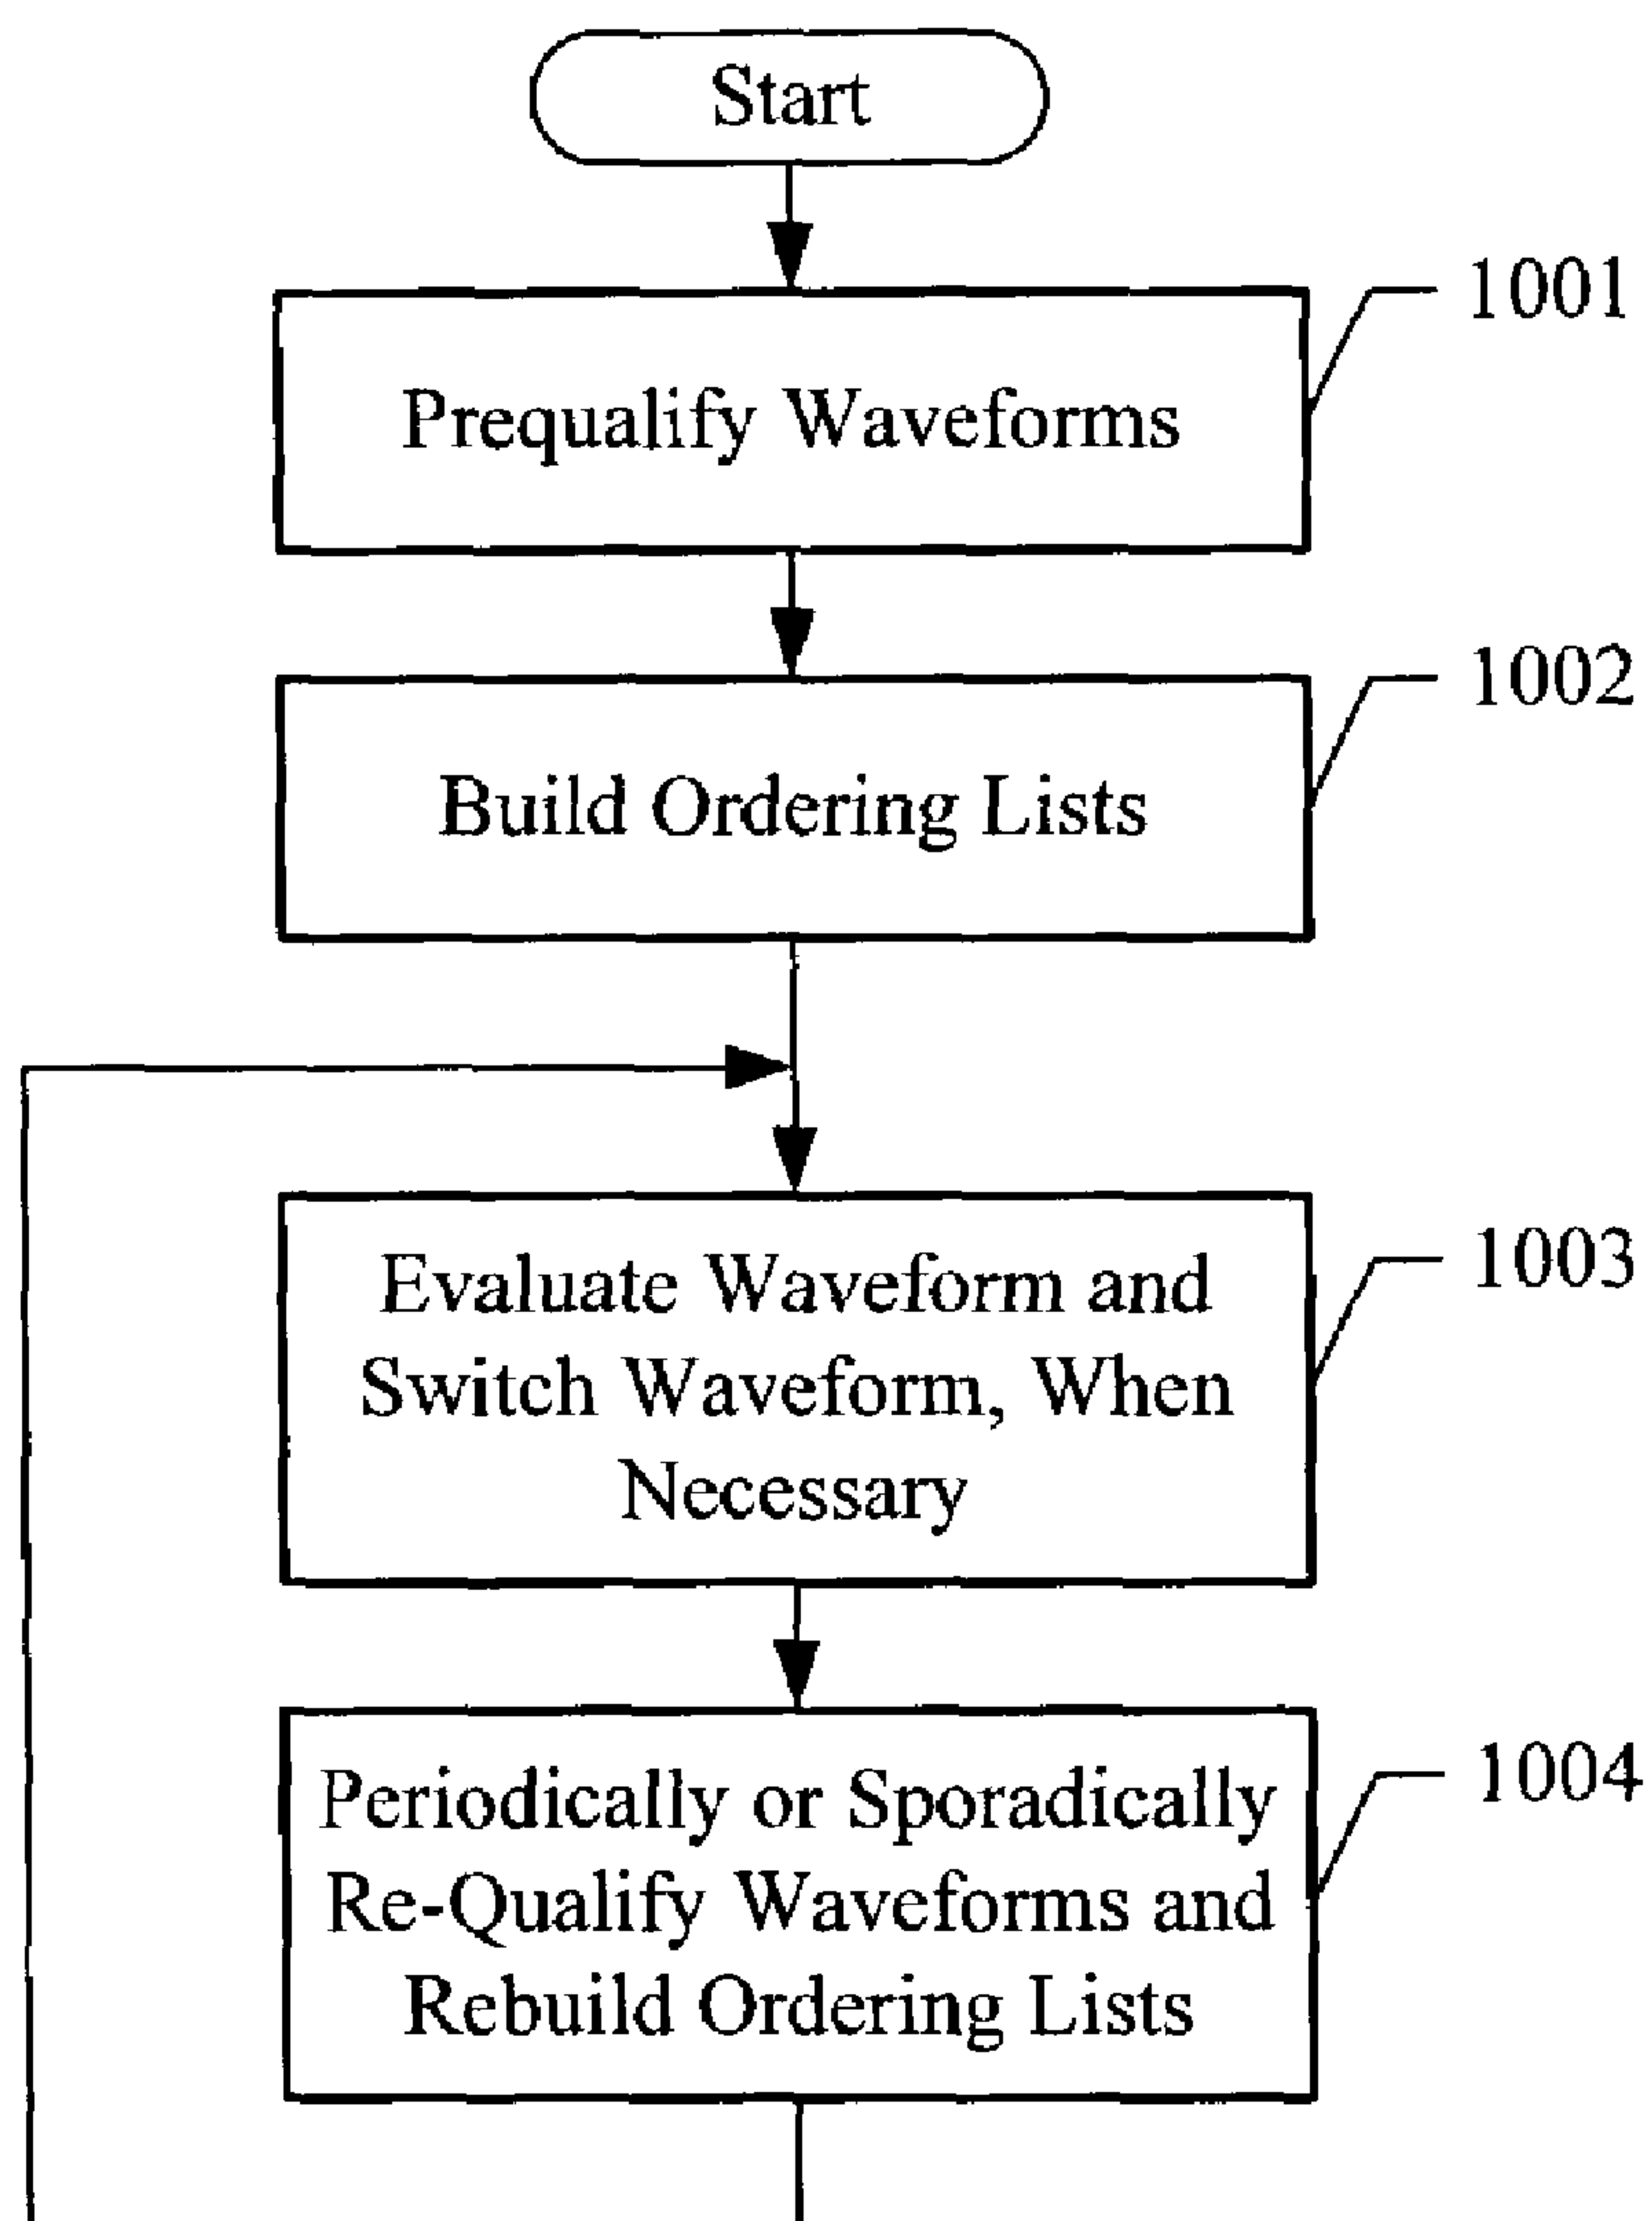 Start
1001
Prequalify Waveforms
1002
Build Ordering Lists
1003
Evaluate Waveform and
Switch Waveform, When
Necessary
1004
Periodically or Sporadically
Re-Qualify Waveforms and
Rebuild Ordering Lists